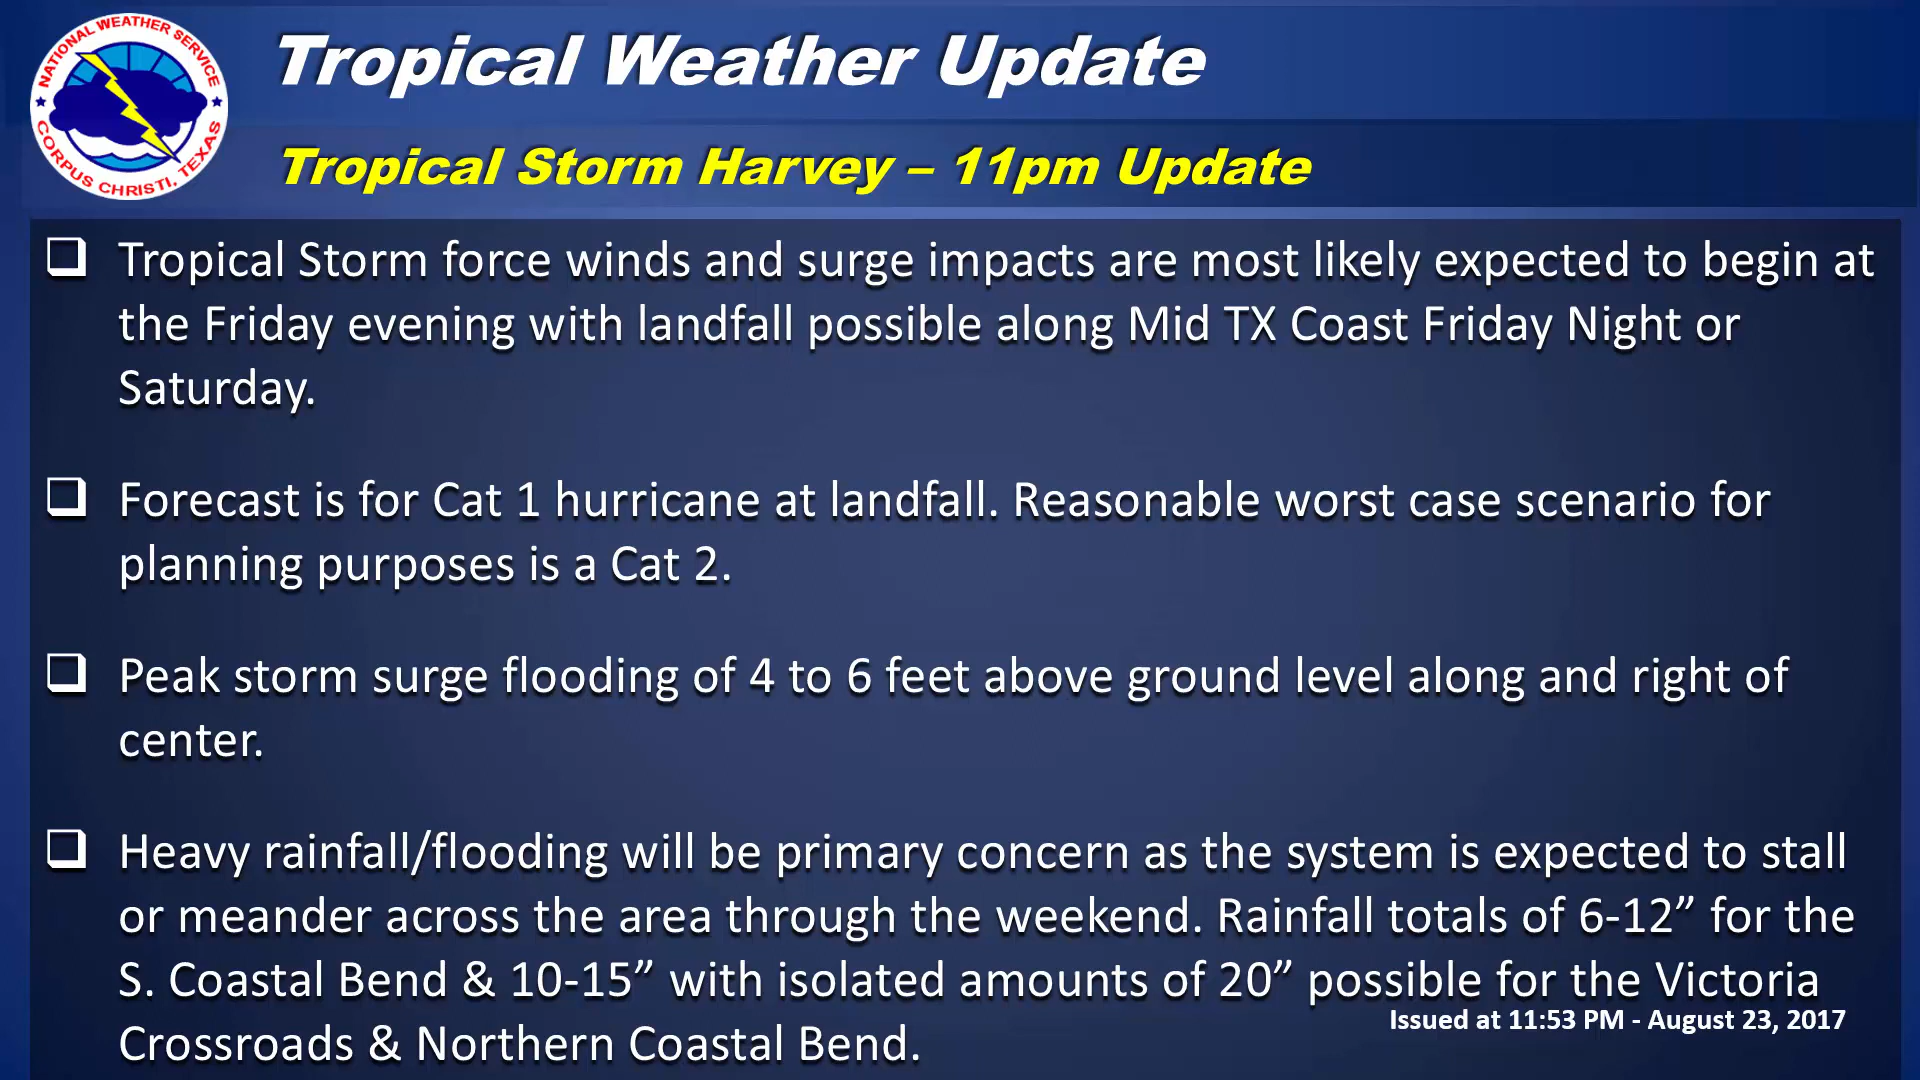 NATIONAL WEATHER SERVICE
CORPUS CHRISTI, TEXAS
Tropical Weather Update
Tropical Storm Harvey – 11pm Update
Tropical Storm force winds and surge impacts are most likely expected to begin at
the Friday evening with landfall possible along Mid TX Coast Friday Night or
Saturday.
Forecast is for Cat 1 hurricane at landfall. Reasonable worst case scenario for
planning purposes is a Cat 2.
Peak storm surge flooding of 4 to 6 feet above ground level along and right of
center.
Heavy rainfall/flooding will be primary concern as the system is expected to stall
or meander across the area through the weekend. Rainfall totals of 6-12” for the
S. Coastal Bend & 10-15” with isolated amounts of 20” possible for the Victoria
Crossroads & Northern Coastal Bend.
Issued at 11:53 PM - August 23, 2017